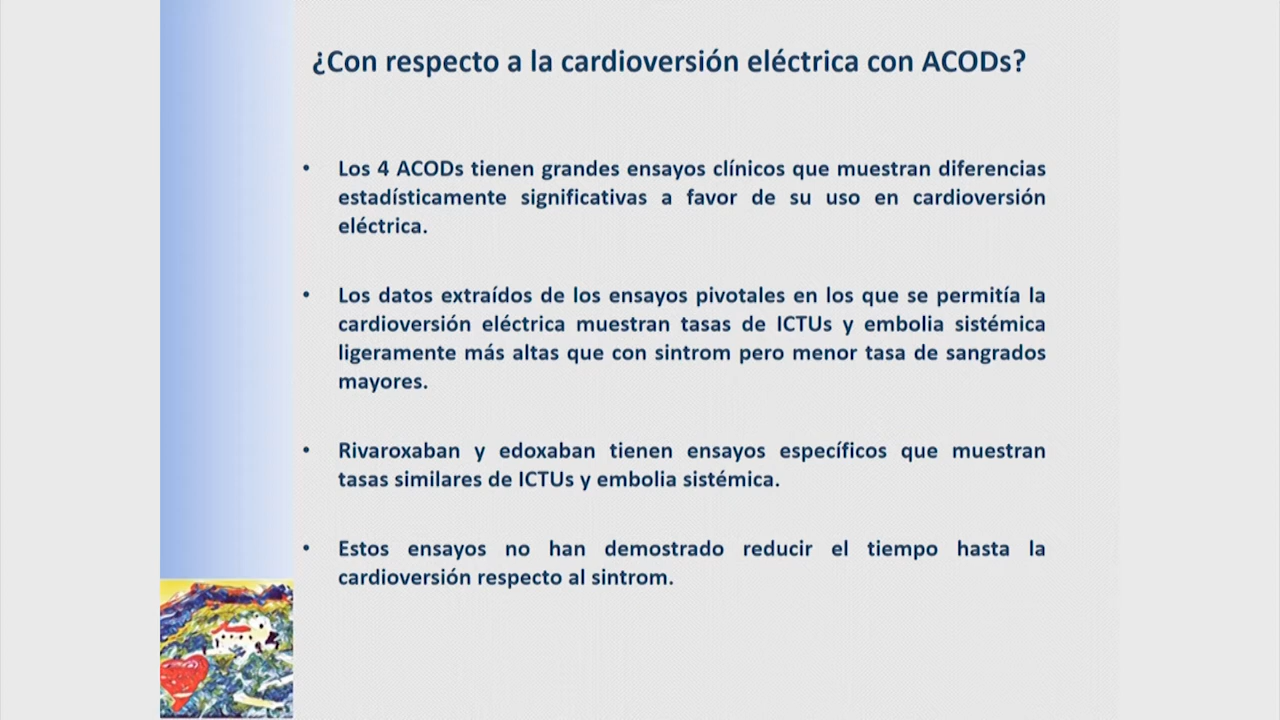 ¿Con respecto a la cardioversión eléctrica con ACODs?
• Los 4 ACODs tienen grandes ensayos clínicos que muestran diferencias
estadísticamente significativas a favor de su uso en cardioversión
eléctrica.
• Los datos extraídos de los ensayos pivotales en los que se permitía la
cardioversión eléctrica muestran tasas de ICTUs y embolia sistémica
ligeramente más altas que con sintrom pero menor tasa de sangrados
mayores.
• Rivaroxaban y edoxaban tienen ensayos específicos que muestran
tasas similares de ICTUs y embolia sistémica.
• Estos ensayos no han demostrado reducir el tiempo hasta la
cardioversión respecto al sintrom.